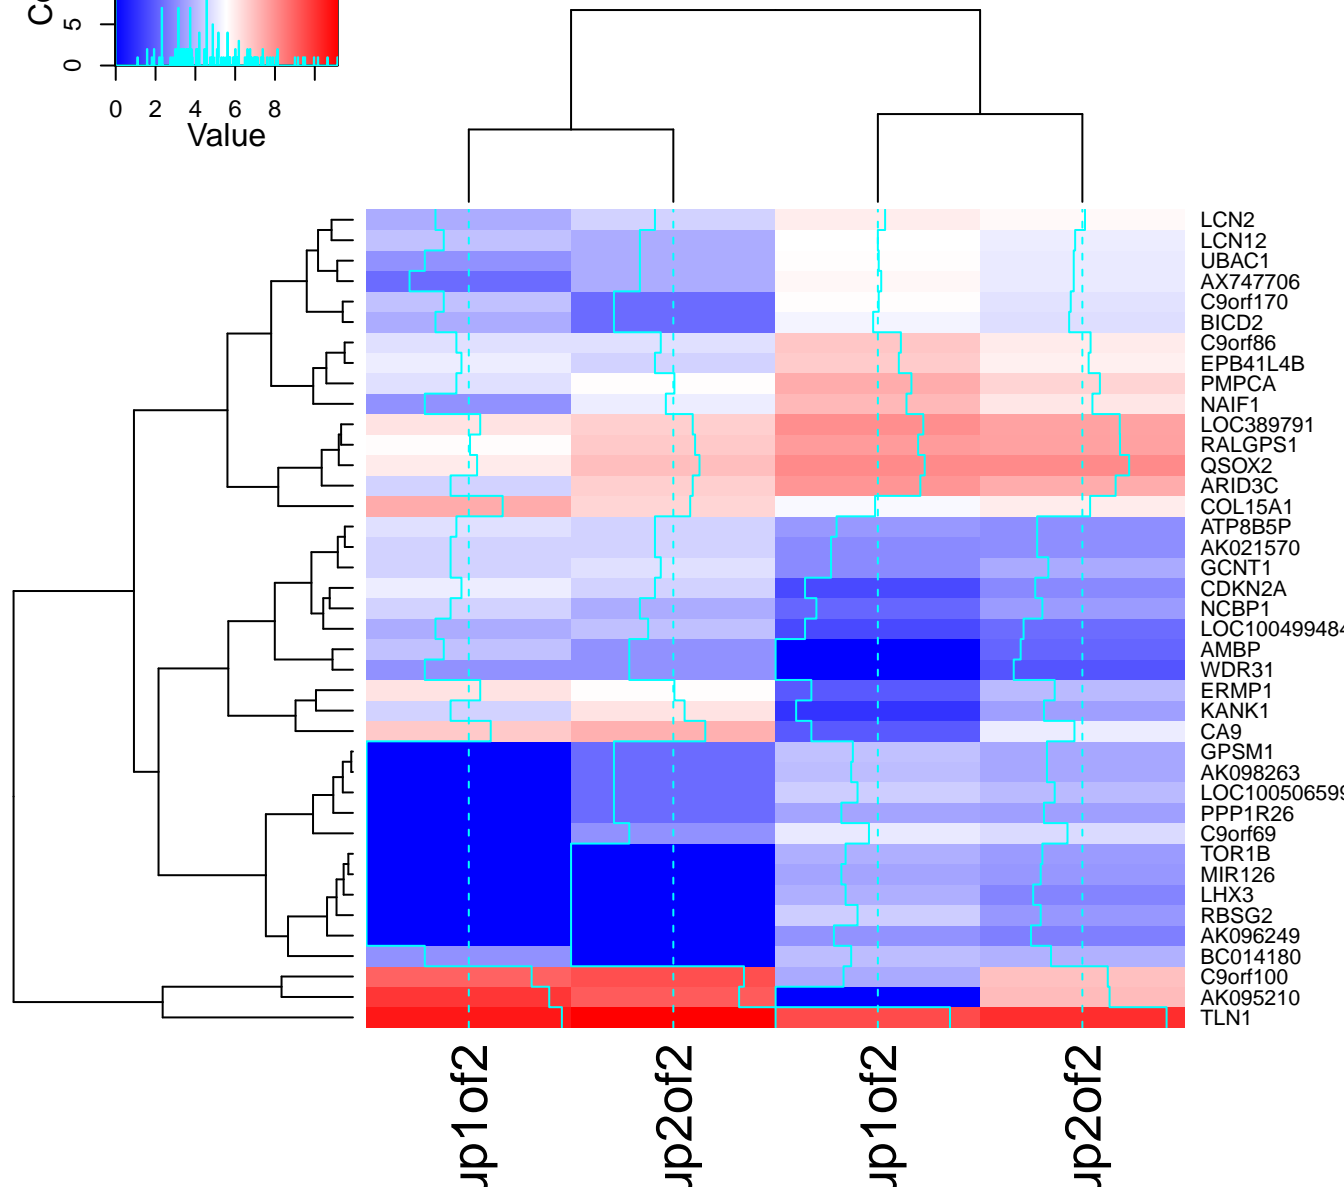 5
0
0 2 4 6 8
Value
LCN2
LCN12
UBAC1
AX747706
C9orf170
BICD2
C9orf86
EPB41L4B
PMPCA
NAIF1
LOC389791
RALGPS1
QSOX2
ARID3C
COL15A1
ATP8B5P
AK021570
GCNT1
CDKN2A
NCBP1
LOC100499484
AMBP
WDR31
ERMP1
KANK1
CA9
GPSM1
AK098263
LOC100506599
PPP1R26
C9orf69
TOR1B
MIR126
LHX3
RBSG2
AK096249
BC014180
C9orf100
AK095210
TLN1
up1of2
up2of2
up1of2
up2of2